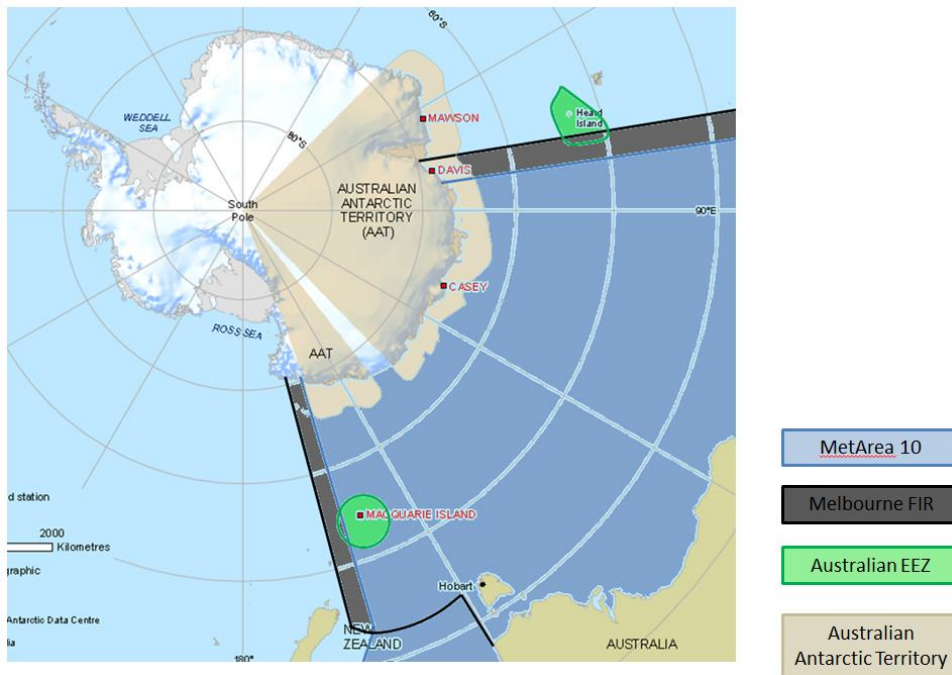 60°S
60°S
WEDDELL
SEA
MAWSON
Heard
Island
80°S
DAVIS
AUSTRALIAN
ANTARCTIC
TERRITORY
(AAT)
South
Pole
90°E
CASEY
ROSS SEA
AAT
d station
MACQUARIE ISLAND
2000
Kilometres
graphic
Hobart
Antarctic Data Centre
lia
NEW
ZEALAND
AUSTRALIA
180°
MetArea 10
Melbourne FIR
Australian EEZ
Australian
Antarctic Territory